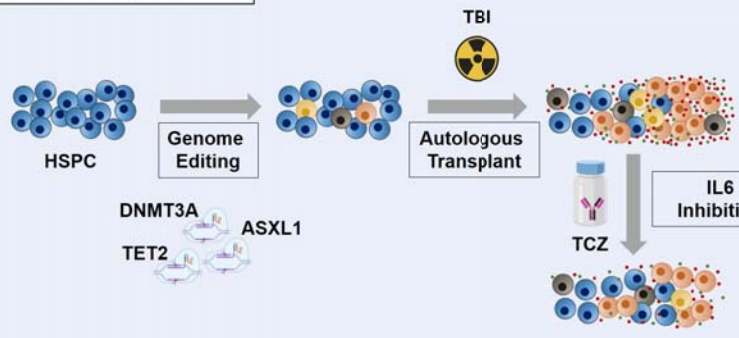 TBI
HSPC
Genome
Editing
Autologous
Transplant
DNMT3A
ASXL1
TET2
TCZ
IL6